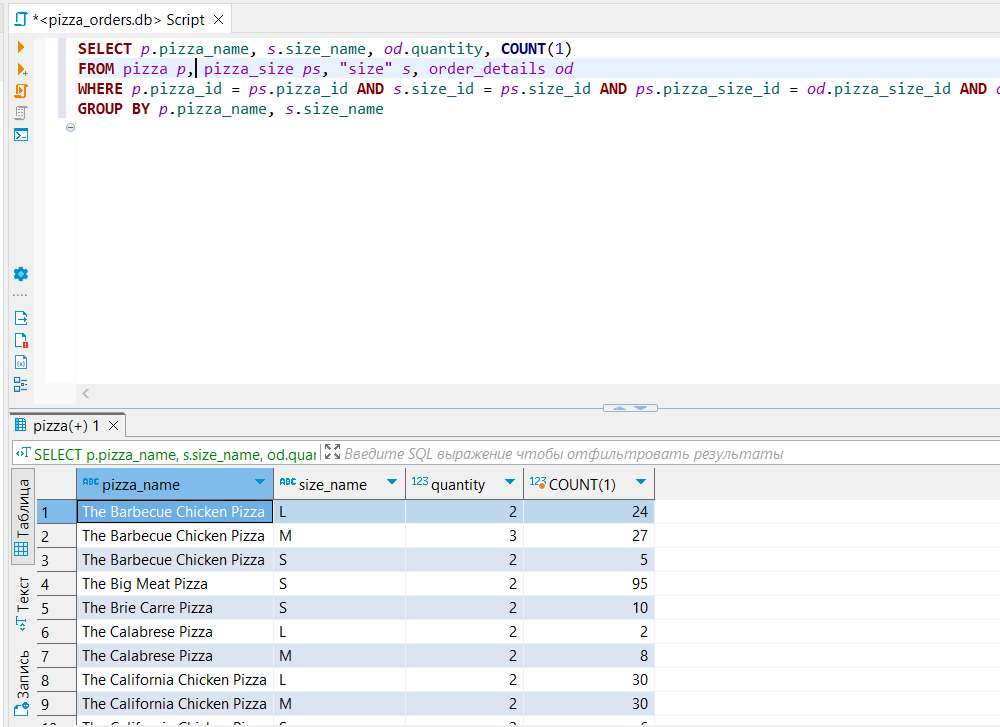 *<pizza_orders.db> Script
SELECT p.pizza_name, s.size_name, od.quantity, COUNT(1)
FROM pizza p, pizza_size ps, "size" s, order_details od
WHERE p.pizza_id = ps.pizza_id AND s.size_id = ps.size_id AND ps.pizza_size_id = od.pizza_size_id AND
GROUP BY p.pizza_name, s.size_name
pizza(+) 1
SELECT p.pizza_name, s.size_name, od.quar
Введите SQL выражение чтобы отфильтровать результаты
Таблица
Текст
Запись
ABC pizza_name ABC size_name 123 quantity 123 COUNT(1)
1 The Barbecue Chicken Pizza L 2 24
2 The Barbecue Chicken Pizza M 3 27
3 The Barbecue Chicken Pizza S 2 5
4 The Big Meat Pizza S 2 95
5 The Brie Carre Pizza S 2 10
6 The Calabrese Pizza L 2 2
7 The Calabrese Pizza M 2 8
8 The California Chicken Pizza L 2 30
9 The California Chicken Pizza M 2 30